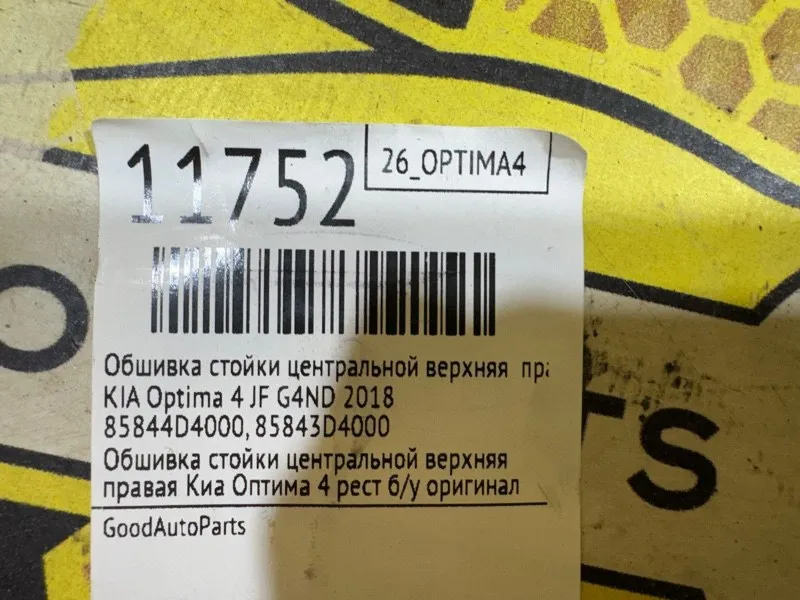 11752
26_OPTIMA4
Обшивка стойки центральной верхняя пра
KIA Optima 4 JF G4ND 2018
85844D4000, 85843D4000
Обшивка стойки центральной верхняя
правая Киа Оптима 4 рест б/у оригинал
GoodAutoParts
O
TS